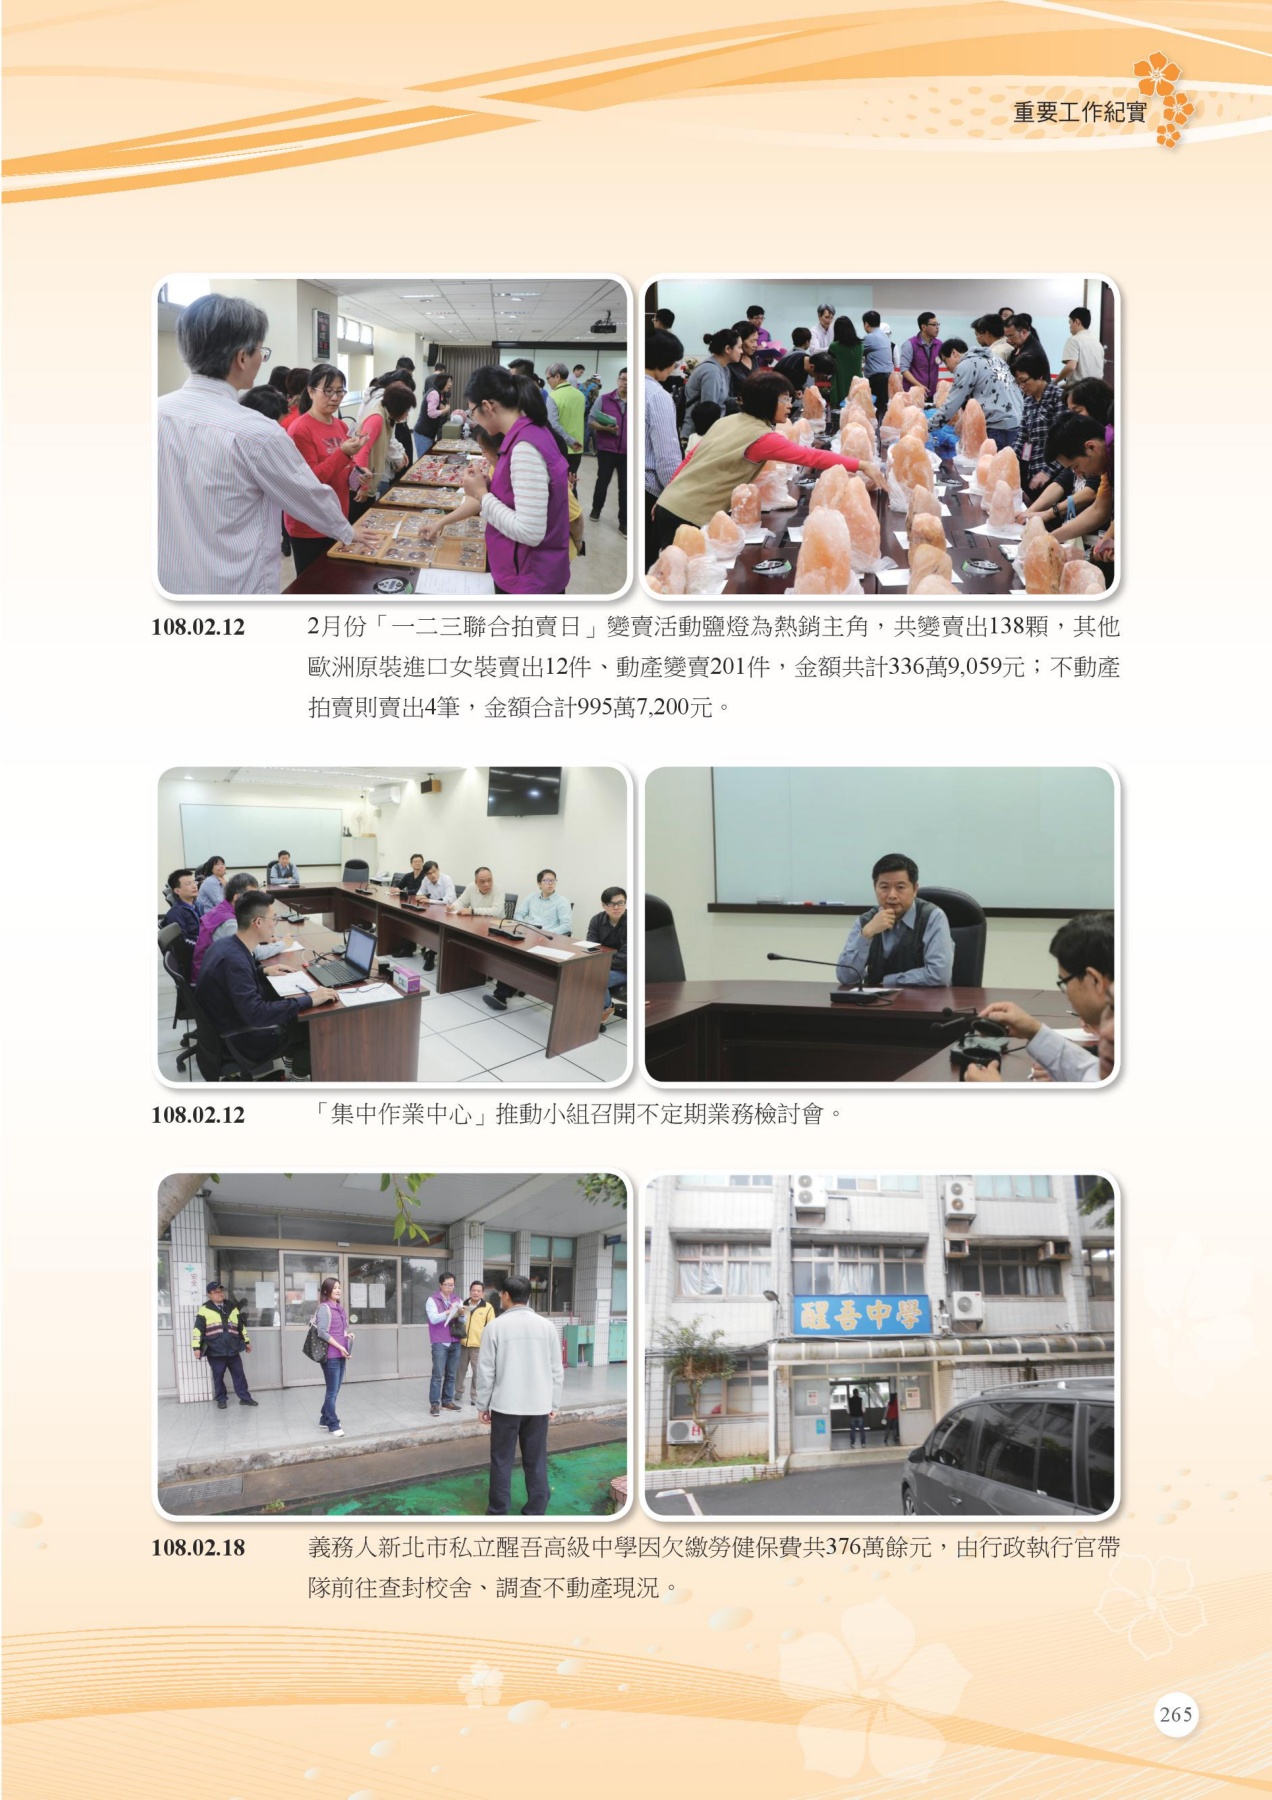 重要工作紀實
108.02.12 2月份「一二三聯合拍賣日」變賣活動鹽燈為熱銷主角，共變賣出138顆，其他
歐洲原裝進口女裝賣出12件、動產變賣201件，金額共計336萬9,059元；不動產
拍賣則賣出4筆，金額合計995萬7,200元。
108.02.12 「集中作業中心」推動小組召開不定期業務檢討會。
安全
醒吾中學
108.02.18 義務人新北市私立醒吾高級中學因欠繳勞健保費共376萬餘元，由行政執行官帶
隊前往查封校舍、調查不動產現況。
265